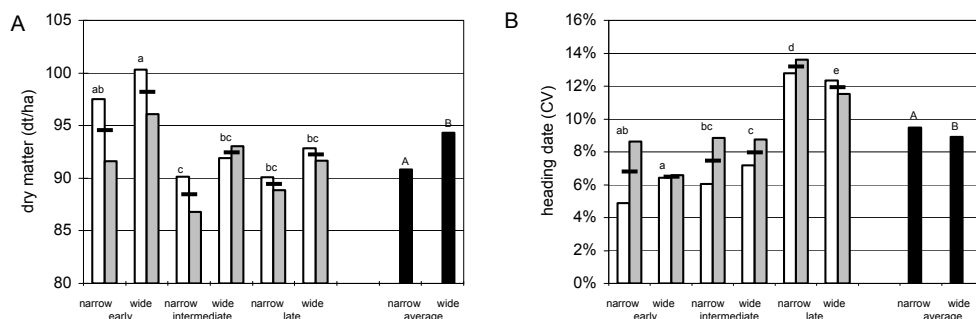 A
105
100
95
90
85
80
dry matter (dt/ha)
ab
a
c
bc
bc
bc
A
B
narrow wide narrow wide narrow wide narrow wide
early intermediate late average
B
16%
14%
12%
10%
8%
6%
4%
2%
0%
heading date (CV)
ab
a
bc
c
d
e
A
B
narrow wide narrow wide narrow wide narrow wide
early intermediate late average